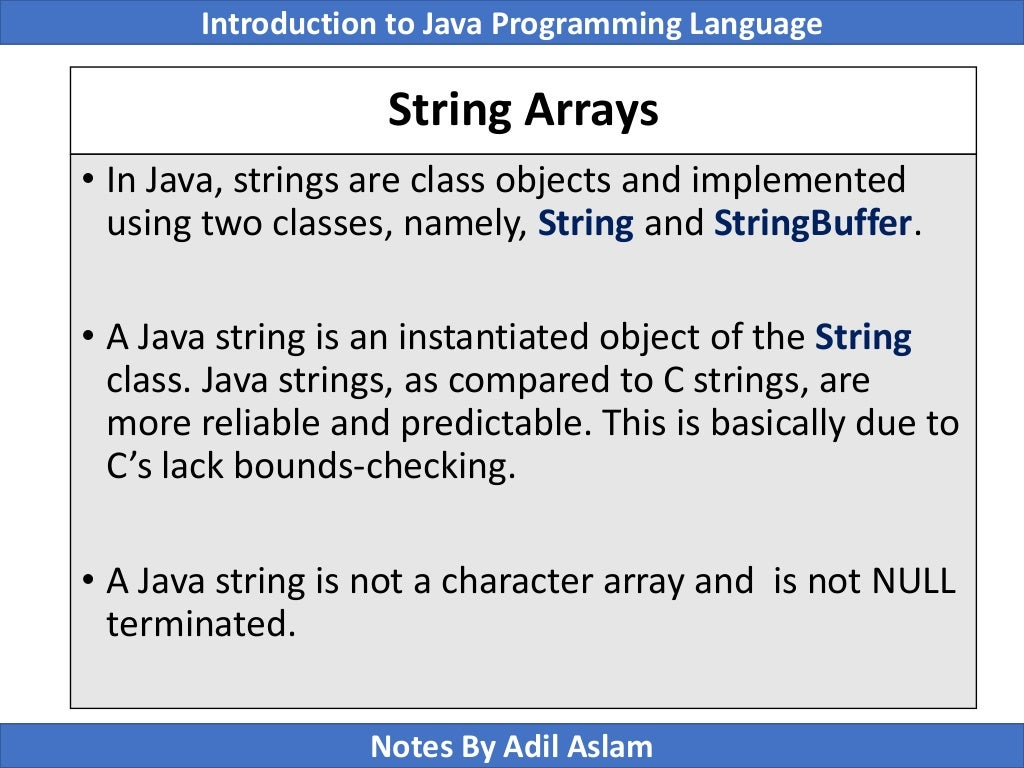 Introduction to Java Programming Language
String Arrays
• In Java, strings are class objects and implemented
using two classes, namely, String and StringBuffer.
• A Java string is an instantiated object of the String
class. Java strings, as compared to C strings, are
more reliable and predictable. This is basically due to
C’s lack bounds-checking.
• A Java string is not a character array and  is not NULL
terminated.
Notes By Adil Aslam